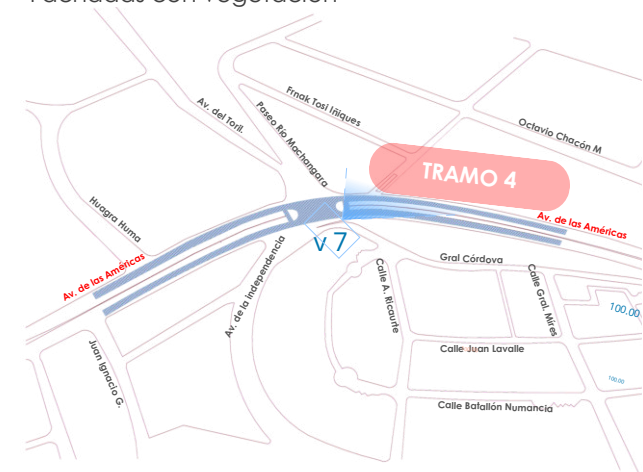 Fachadas con vegetación
Frnak Tosi Iñiques
Av. del Toril.
Paseo Río Machangara
Octavio Chacón M
TRAMO 4
Huagra Huma
Av. de las Américas
v 7
Av. de las Américas
Av. de la independencia
Gral Córdova
Calle A. Ricaurte
Calle Gral. Mires
100,00
Juan Ignacio G.
Calle Juan Lavalle
100,00
Calle Batallón Numancia